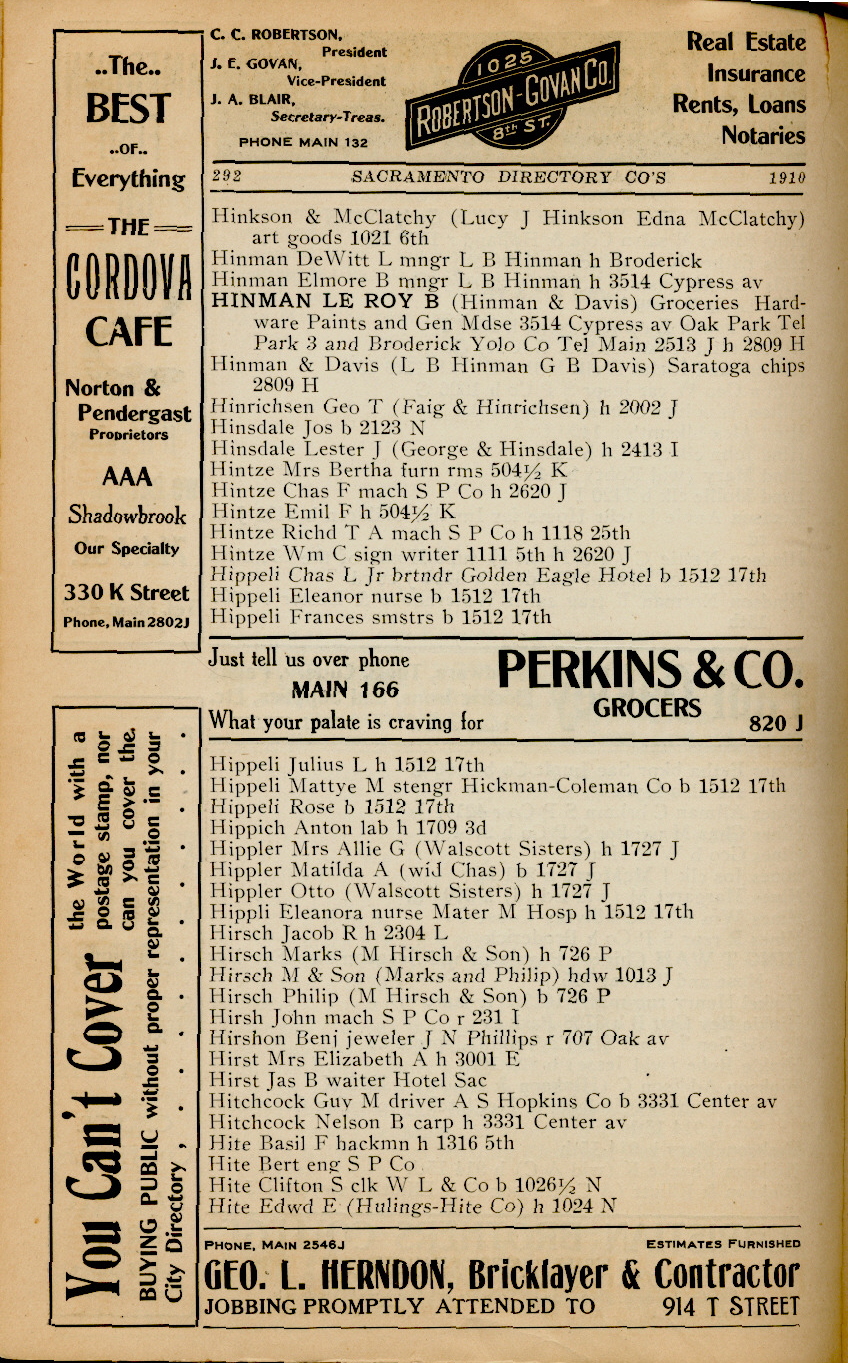 ..The..
BEST
..OF..
Everything
THE
CORDOVA
CAFE
Norton &
Pendergast
Proprietors
AAA
Shadowbrook
Our Specialty
330 K Street
Phone, Main 2802J
C. C. ROBERTSON,
President
J. E. GOVAN,
Vice-President
J. A. BLAIR,
Secretary-Treas.
PHONE MAIN 132
1025
ROBERTSON-GOVAN CO.
8th ST.
Real Estate
Insurance
Rents, Loans
Notaries
292 SACRAMENTO DIRECTORY CO'S 1910
Hinkson & McClatchy (Lucy J Hinkson Edna McClatchy)
art goods 1021 6th
Hinman DeWitt L mngr L B Hinman h Broderick
Hinman Elmore B mngr L B Hinman h 3514 Cypress av
HINMAN LE ROY B (Hinman & Davis) Groceries Hard-
ware Paints and Gen Mdse 3514 Cypress av Oak Park Tel
Park 3 and Broderick Yolo Co Tel Main 2513 J h 2809 H
Hinman & Davis (L B Hinman G B Davis) Saratoga chips
2809 H
Hinrichsen Geo T (Faig & Hinrichsen) h 2002 J
Hinsdale Jos b 2123 N
Hinsdale Lester J (George & Hinsdale) h 2413 I
Hintze Mrs Bertha furn rms 504½ K
Hintze Chas F mach S P Co h 2620 J
Hintze Emil F h 504½ K
Hintze Richd T A mach S P Co h 1118 25th
Hintze Wm C sign writer 1111 5th h 2620 J
Hippeli Chas L Jr brtndr Golden Eagle Hotel b 1512 17th
Hippeli Eleanor nurse b 1512 17th
Hippeli Frances smstrs b 1512 17th
Just tell us over phone
MAIN 166
What your palate is craving for
PERKINS & CO.
GROCERS
820 J
You Can't Cover the World with a
postage stamp, nor
can you cover the.
BUYING PUBLIC without proper representation in your
City Directory , . . . . . . . . .
Hippeli Julius L h 1512 17th
Hippeli Mattye M stengr Hickman-Coleman Co b 1512 17th
Hippeli Rose b 1512 17th
Hippich Anton lab h 1709 3d
Hippler Mrs Allie G (Walscott Sisters) h 1727 J
Hippler Matilda A (wid Chas) b 1727 J
Hippler Otto (Walscott Sisters) h 1727 J
Hippli Eleanora nurse Mater M Hosp h 1512 17th
Hirsch Jacob R h 2304 L
Hirsch Marks (M Hirsch & Son) h 726 P
Hirsch M & Son (Marks and Philip) hdw 1013 J
Hirsch Philip (M Hirsch & Son) b 726 P
Hirsh John mach S P Co r 231 I
Hirshon Benj jeweler J N Phillips r 707 Oak av
Hirst Mrs Elizabeth A h 3001 E
Hirst Jas B waiter Hotel Sac
Hitchcock Guy M driver A S Hopkins Co b 3331 Center av
Hitchcock Nelson B carp h 3331 Center av
Hite Basil F hackmn h 1316 5th
Hite Bert eng S P Co
Hite Clifton S clk W L & Co b 1026½ N
Hite Edwd E (Hulings-Hite Co) h 1024 N
PHONE, MAIN 2546J ESTIMATES FURNISHED
GEO. L. HERNDON, Bricklayer & Contractor
JOBBING PROMPTLY ATTENDED TO 914 T STREET